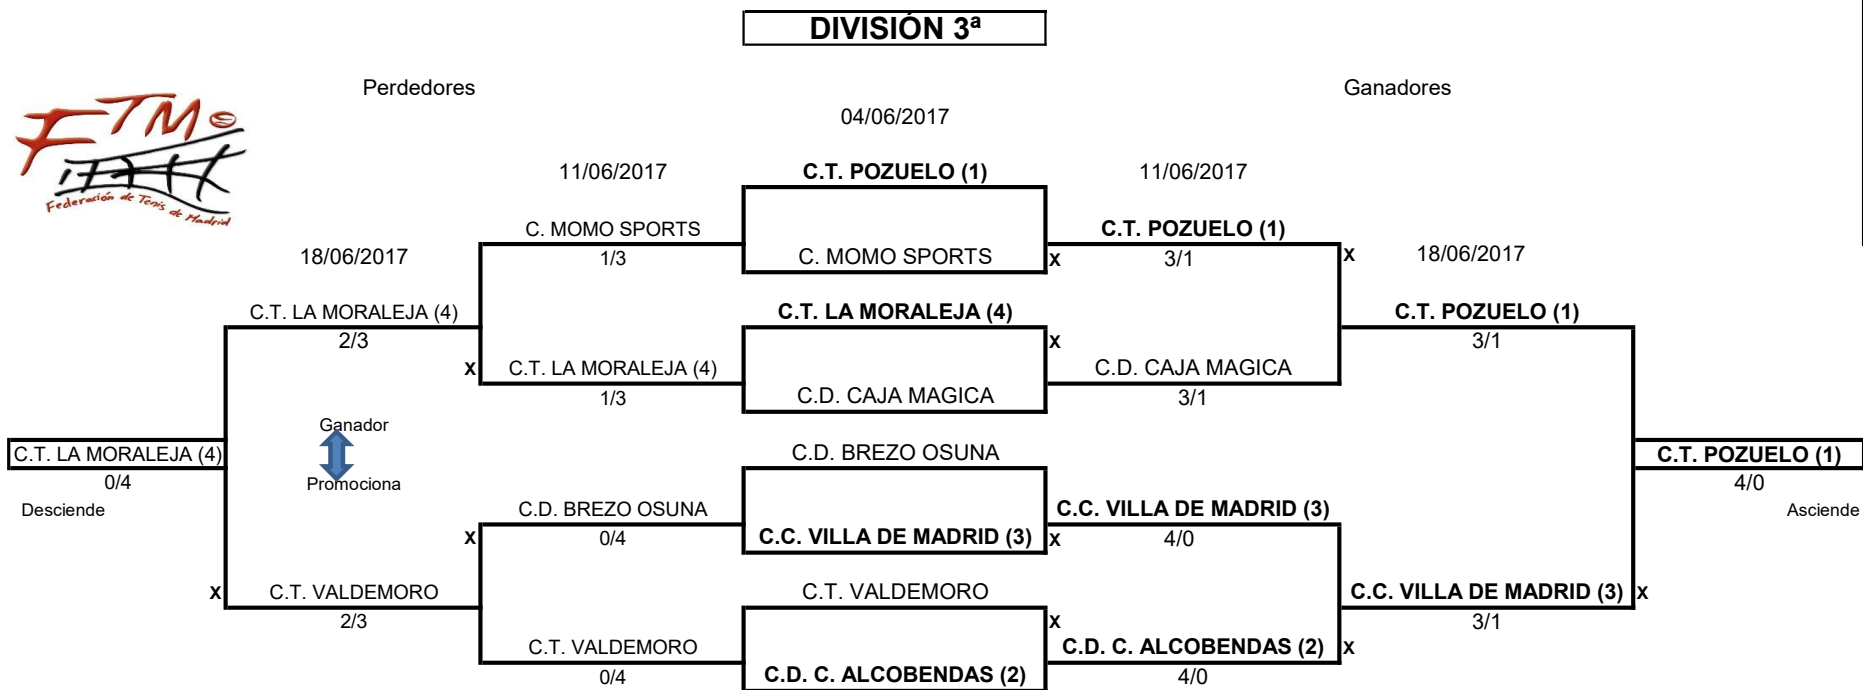 DIVISIÓN 3ª
Perdedores
Ganadores
04/06/2017
FTM
Federación de Tenis de Madrid
11/06/2017
C.T. POZUELO (1)
11/06/2017
C. MOMO SPORTS
C.T. POZUELO (1)
18/06/2017
1/3
C. MOMO SPORTS
x
3/1
x
18/06/2017
C.T. LA MORALEJA (4)
C.T. LA MORALEJA (4)
C.T. POZUELO (1)
2/3
x
3/1
x
C.T. LA MORALEJA (4)
C.D. CAJA MAGICA
1/3
C.D. CAJA MAGICA
3/1
Ganador
C.T. LA MORALEJA (4)
C.D. BREZO OSUNA
C.T. POZUELO (1)
0/4
Promociona
4/0
Desciende
C.D. BREZO OSUNA
C.C. VILLA DE MADRID (3)
Asciende
x
0/4
C.C. VILLA DE MADRID (3)
x
4/0
x
C.T. VALDEMORO
C.T. VALDEMORO
C.C. VILLA DE MADRID (3)
x
2/3
x
3/1
C.T. VALDEMORO
C.D. C. ALCOBENDAS (2)
x
0/4
C.D. C. ALCOBENDAS (2)
4/0